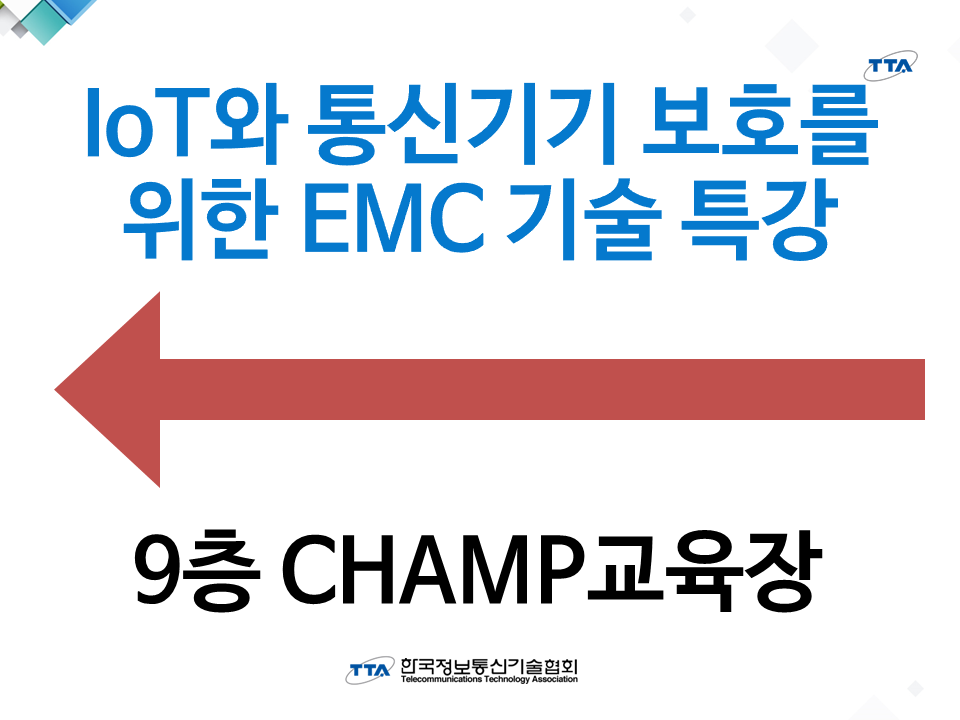 TTA
IoT와 통신기기 보호를
위한 EMC 기술 특강
9층 CHAMP교육장
TTA 한국정보통신기술협회
Telecommunications Technology Association